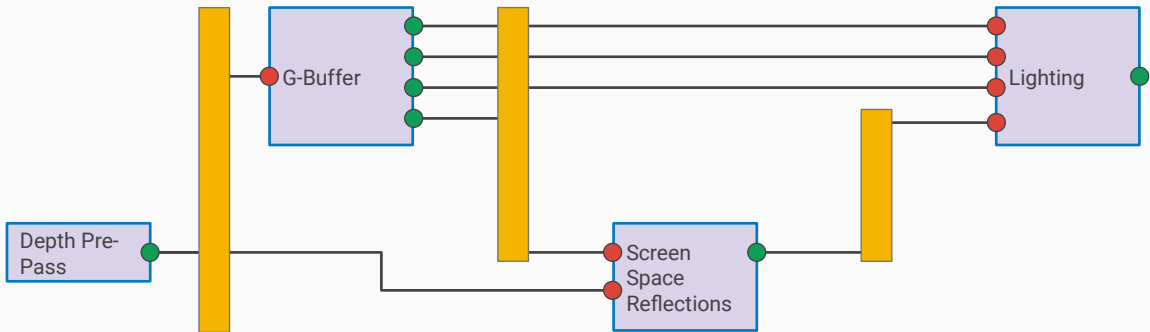 G-Buffer
Lighting
Depth Pre-
Pass
Screen
Space
Reflections